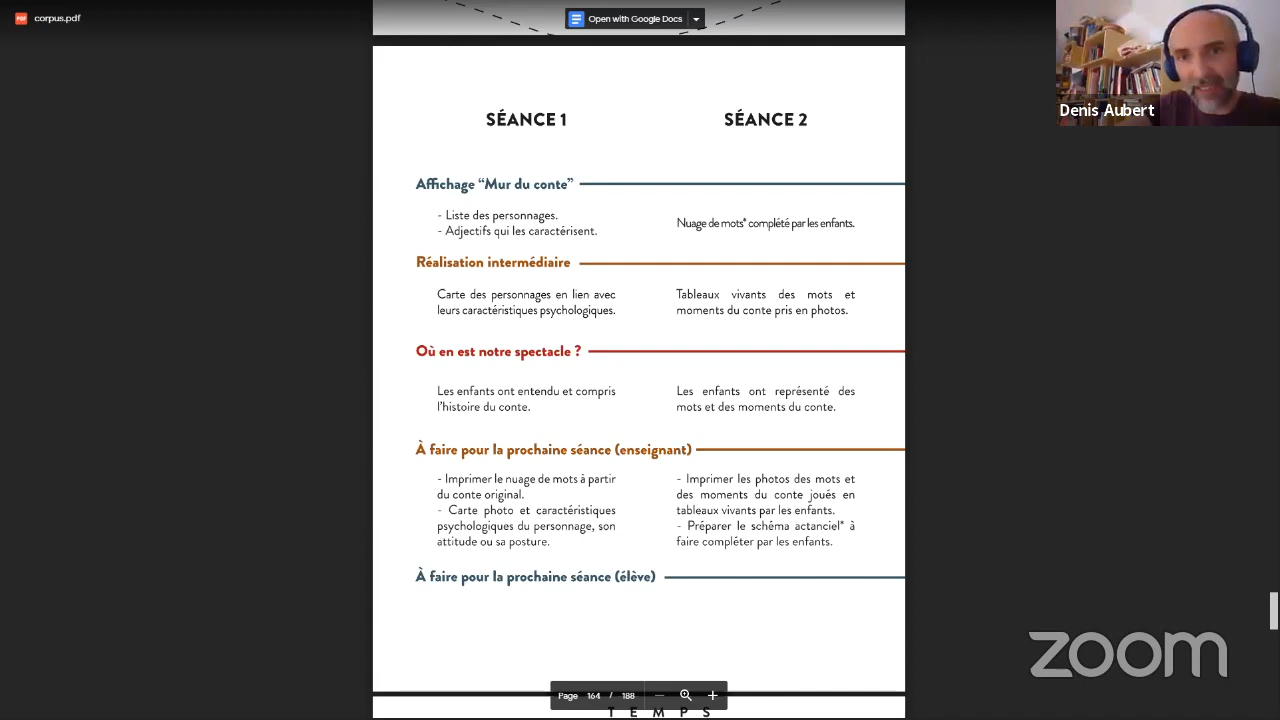 PDF corpus.pdf
Open with Google Docs
Denis Aubert
SÉANCE 1
SÉANCE 2
Affichage “Mur du conte”
- Liste des personnages.
- Adjectifs qui les caractérisent.
Nuage de mots* complété par les enfants.
Réalisation intermédiaire
Carte des personnages en lien avec
leurs caractéristiques psychologiques.
Tableaux vivants des mots et
moments du conte pris en photos.
Où en est notre spectacle ?
Les enfants ont entendu et compris
l’histoire du conte.
Les enfants ont représenté des
mots et des moments du conte.
À faire pour la prochaine séance (enseignant)
- Imprimer le nuage de mots à partir
du conte original.
- Carte photo et caractéristiques
psychologiques du personnage, son
attitude ou sa posture.
- Imprimer les photos des mots et
des moments du conte joués en
tableaux vivants par les enfants.
- Préparer le schéma actanciel* à
faire compléter par les enfants.
À faire pour la prochaine séance (élève)
zoom
Page 164 / 188
TEMPS